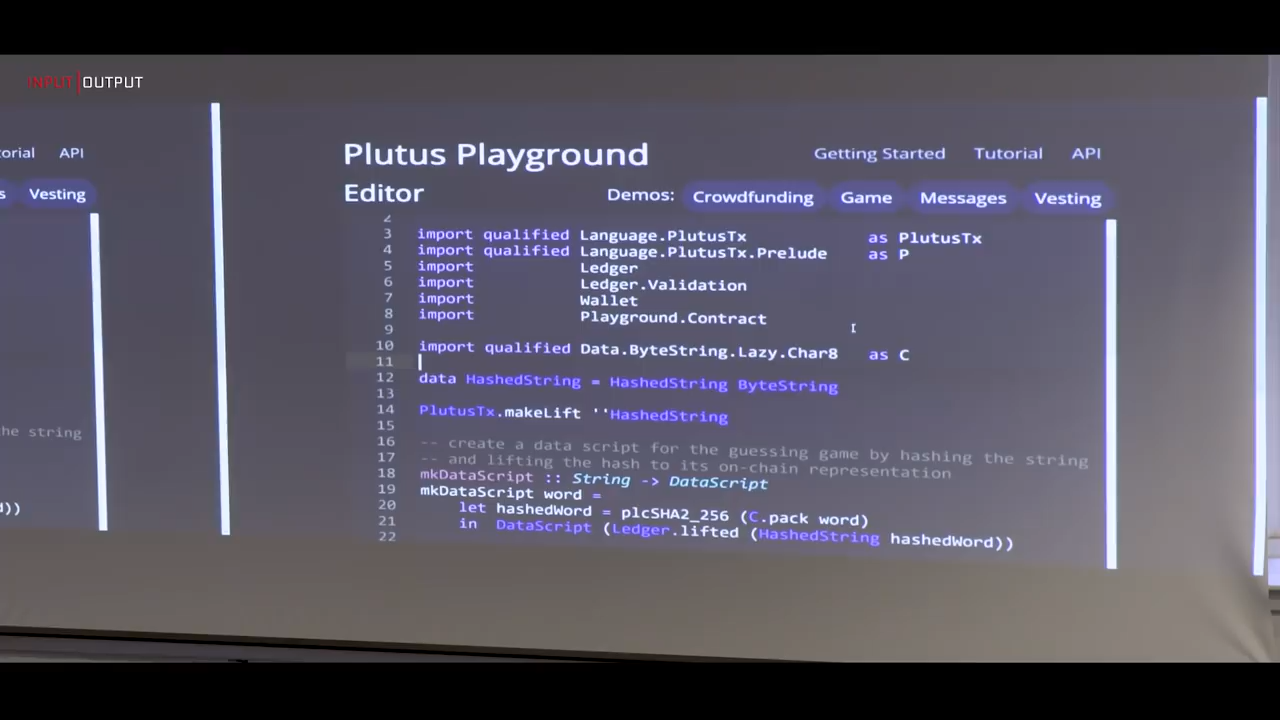 INPUT|OUTPUT
torial API
s Vesting
the string
))
Plutus Playground
Getting Started Tutorial API
Editor
Demos: Crowdfunding Game Messages Vesting
2
3 import qualified Language.PlutusTx as PlutusTx
4 import qualified Language.PlutusTx.Prelude as P
5 import Ledger
6 import Ledger.Validation
7 import Wallet
8 import Playground.Contract
9
10 import qualified Data.ByteString.Lazy.Char8 as C
11
12 data HashedString = HashedString ByteString
13
14 PlutusTx.makeLift ''HashedString
15
16 -- create a data script for the guessing game by hashing the string
17 -- and lifting the hash to its on-chain representation
18 mkDataScript :: String -> DataScript
19 mkDataScript word =
20 let hashedWord = plcSHA2_256 (C.pack word)
21 in DataScript (Ledger.lifted (HashedString hashedWord))
22